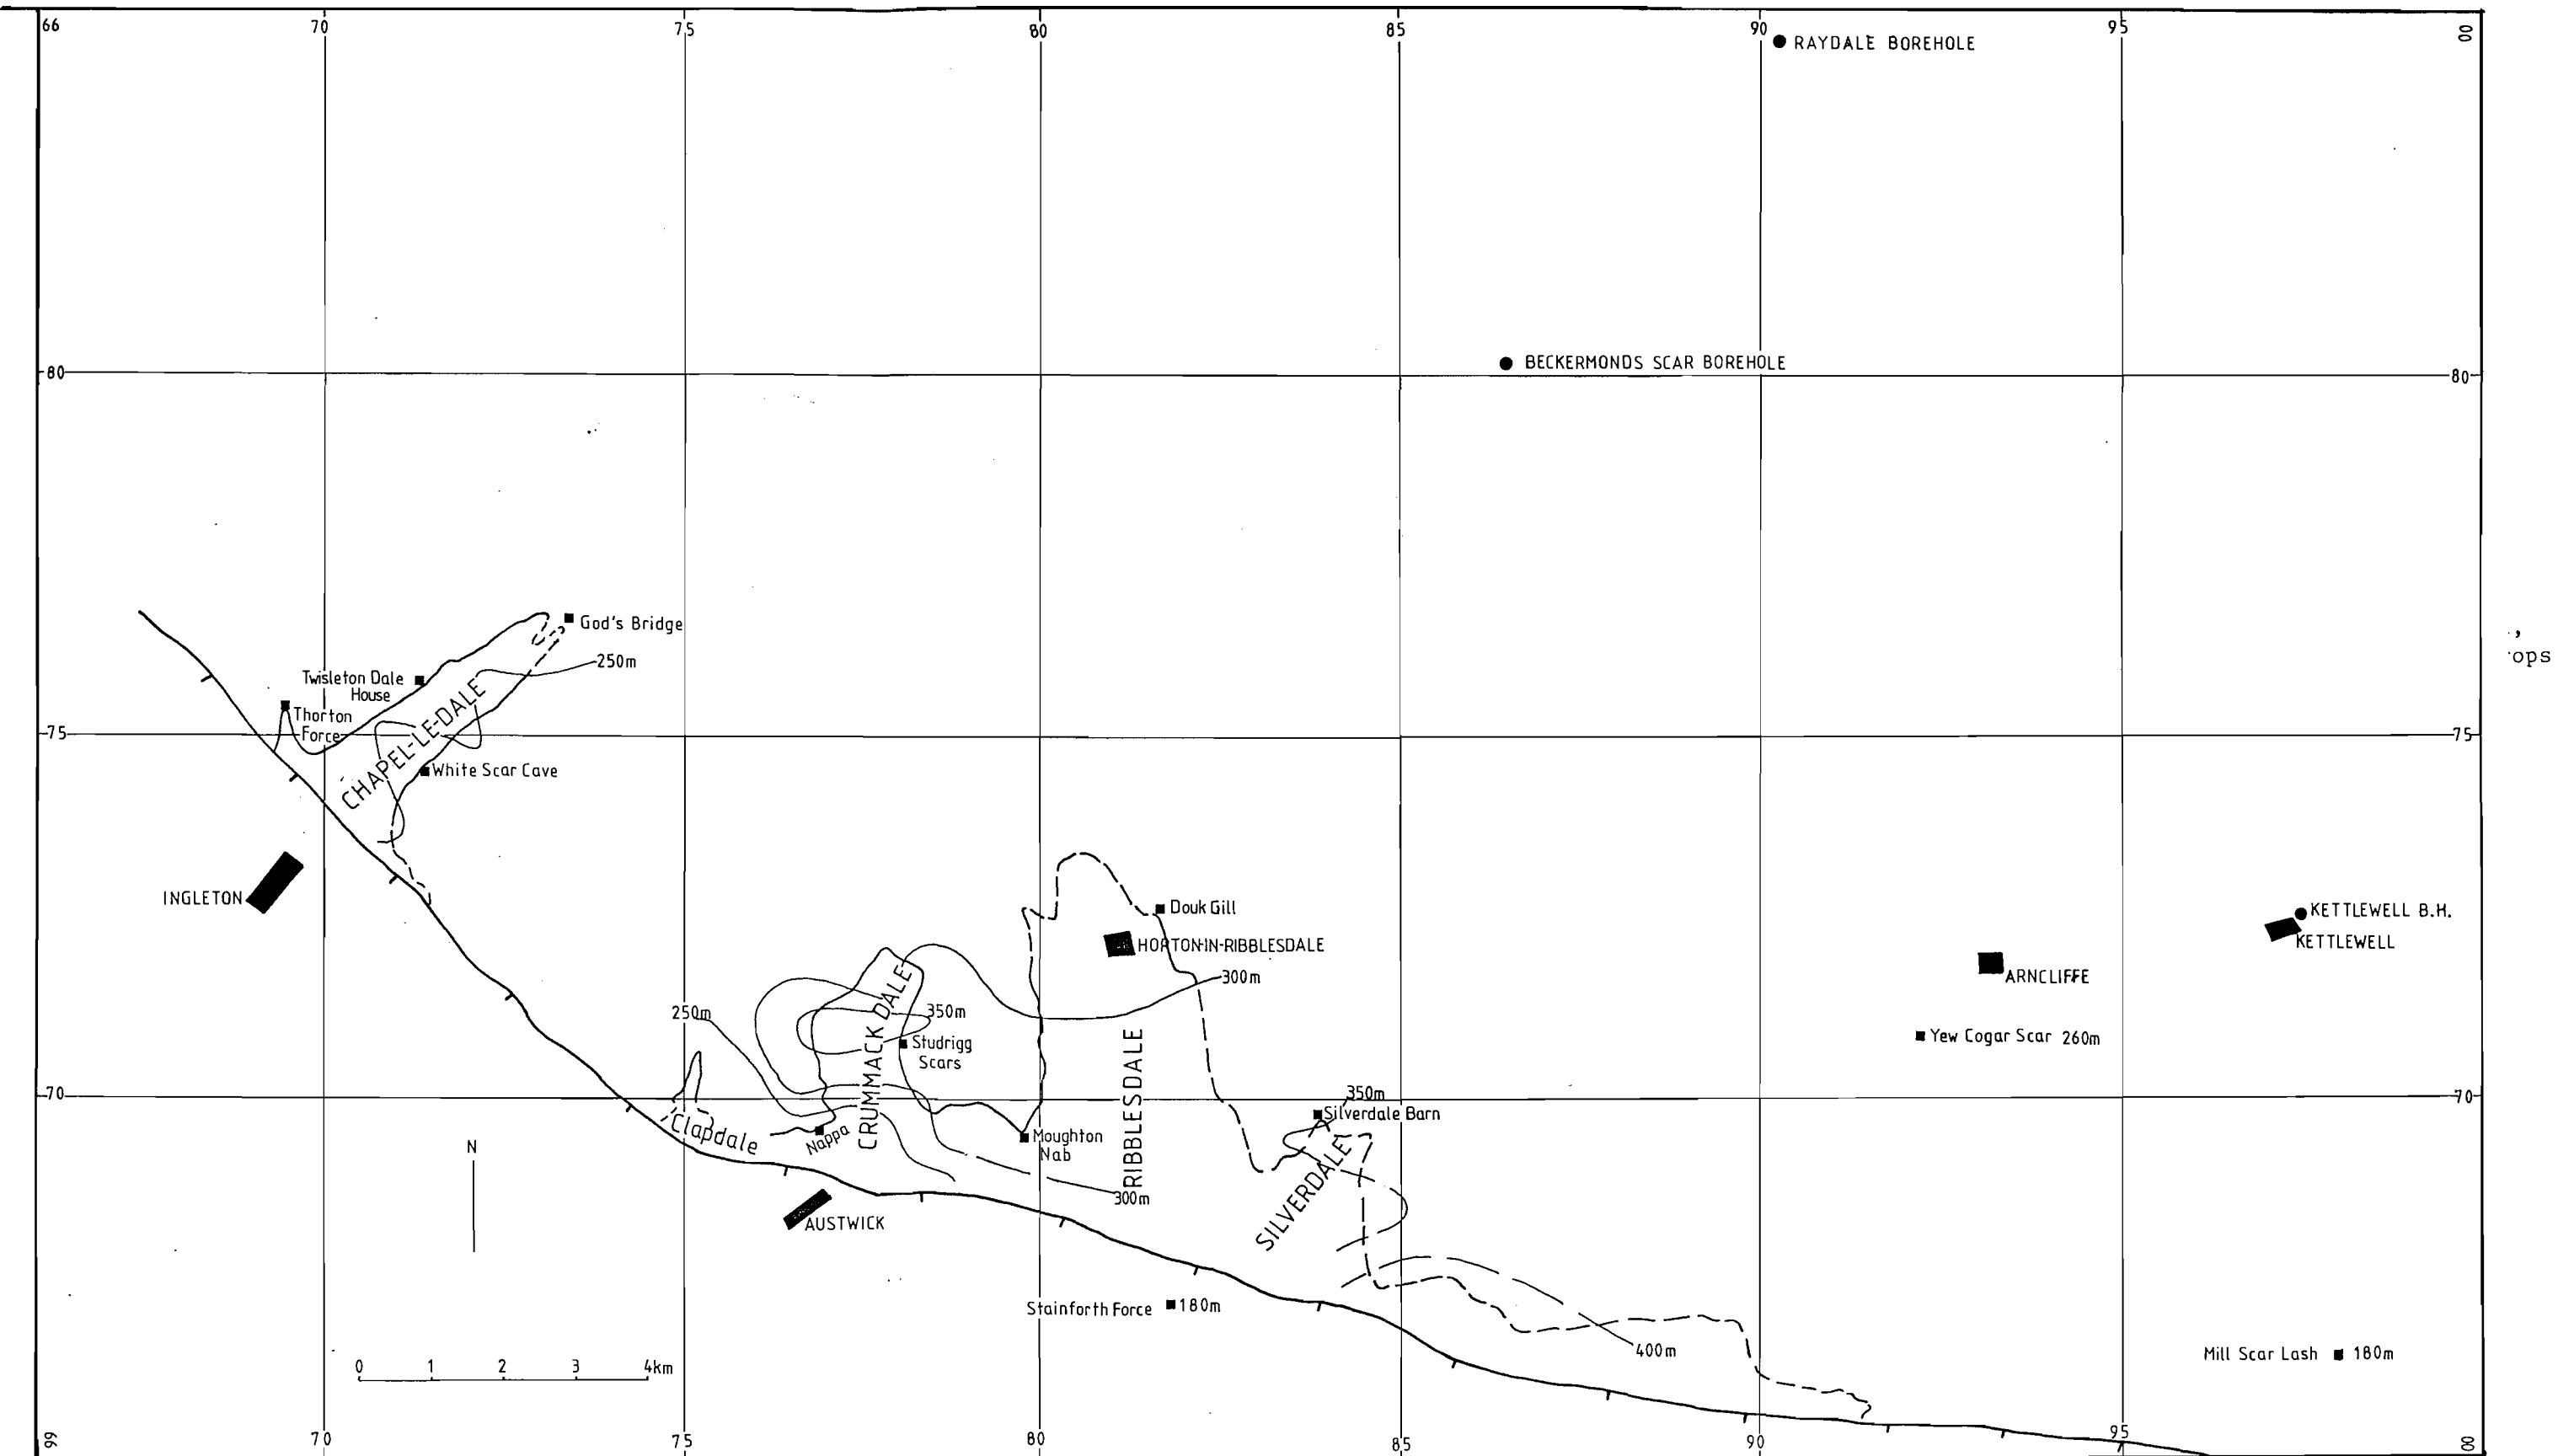 66
70
75
80
85
90
95
00
RAYDALE BOREHOLE
80
BECKERMONDS SCAR BOREHOLE
80
God's Bridge
250m
Twisleton Dale
House
Thorton
Force
CHAPEL-LE-DALE
75
75
White Scar Cave
INGLETON
Douk Gill
HORTON-IN-RIBBLESDALE
300m
KETTLEWELL B.H.
KETTLEWELL
ARNCLIFFE
250m
350m
CRUMMACK DALE
Studrigg
Scars
RIBBLESDALE
Yew Cogar Scar 260m
70
350m
70
Silverdale Barn
Clapdale
Nappa
Moughton
Nab
SILVERDALE
N
300m
AUSTWICK
Stainforth Force
180m
400m
Mill Scar Lash
180m
0 1 2 3 4km
66
70
75
80
85
90
95
00
,
ops